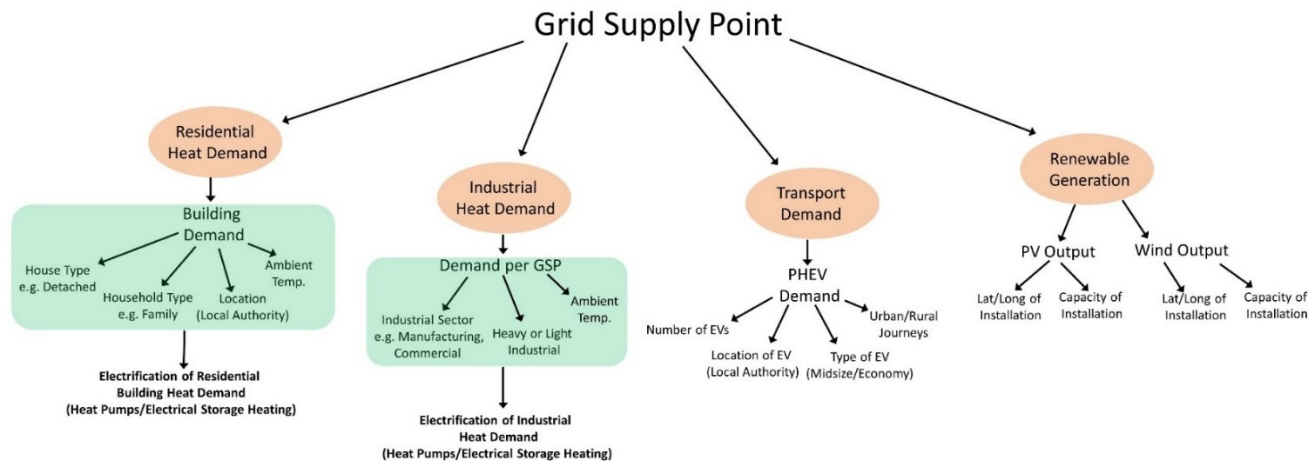 Grid Supply Point
Residential
Heat Demand
Building
Demand
House Type
e.g. Detached
Household Type
e.g. Family
Location
(Local Authority)
Ambient
Temp.
Electrification of Residential
Building Heat Demand
(Heat Pumps/Electrical Storage Heating)
Industrial
Heat Demand
Demand per GSP
Industrial Sector
e.g. Manufacturing,
Commercial
Heavy or Light
Industrial
Ambient
Temp.
Electrification of Industrial
Heat Demand
(Heat Pumps/Electrical Storage Heating)
Transport
Demand
PHEV
Demand
Number of EVs
Location of EV
(Local Authority)
Type of EV
(Midsize/Economy)
Urban/Rural
Journeys
Renewable
Generation
PV Output
Lat/Long of
Installation
Capacity of
Installation
Wind Output
Lat/Long of
Installation
Capacity of
Installation